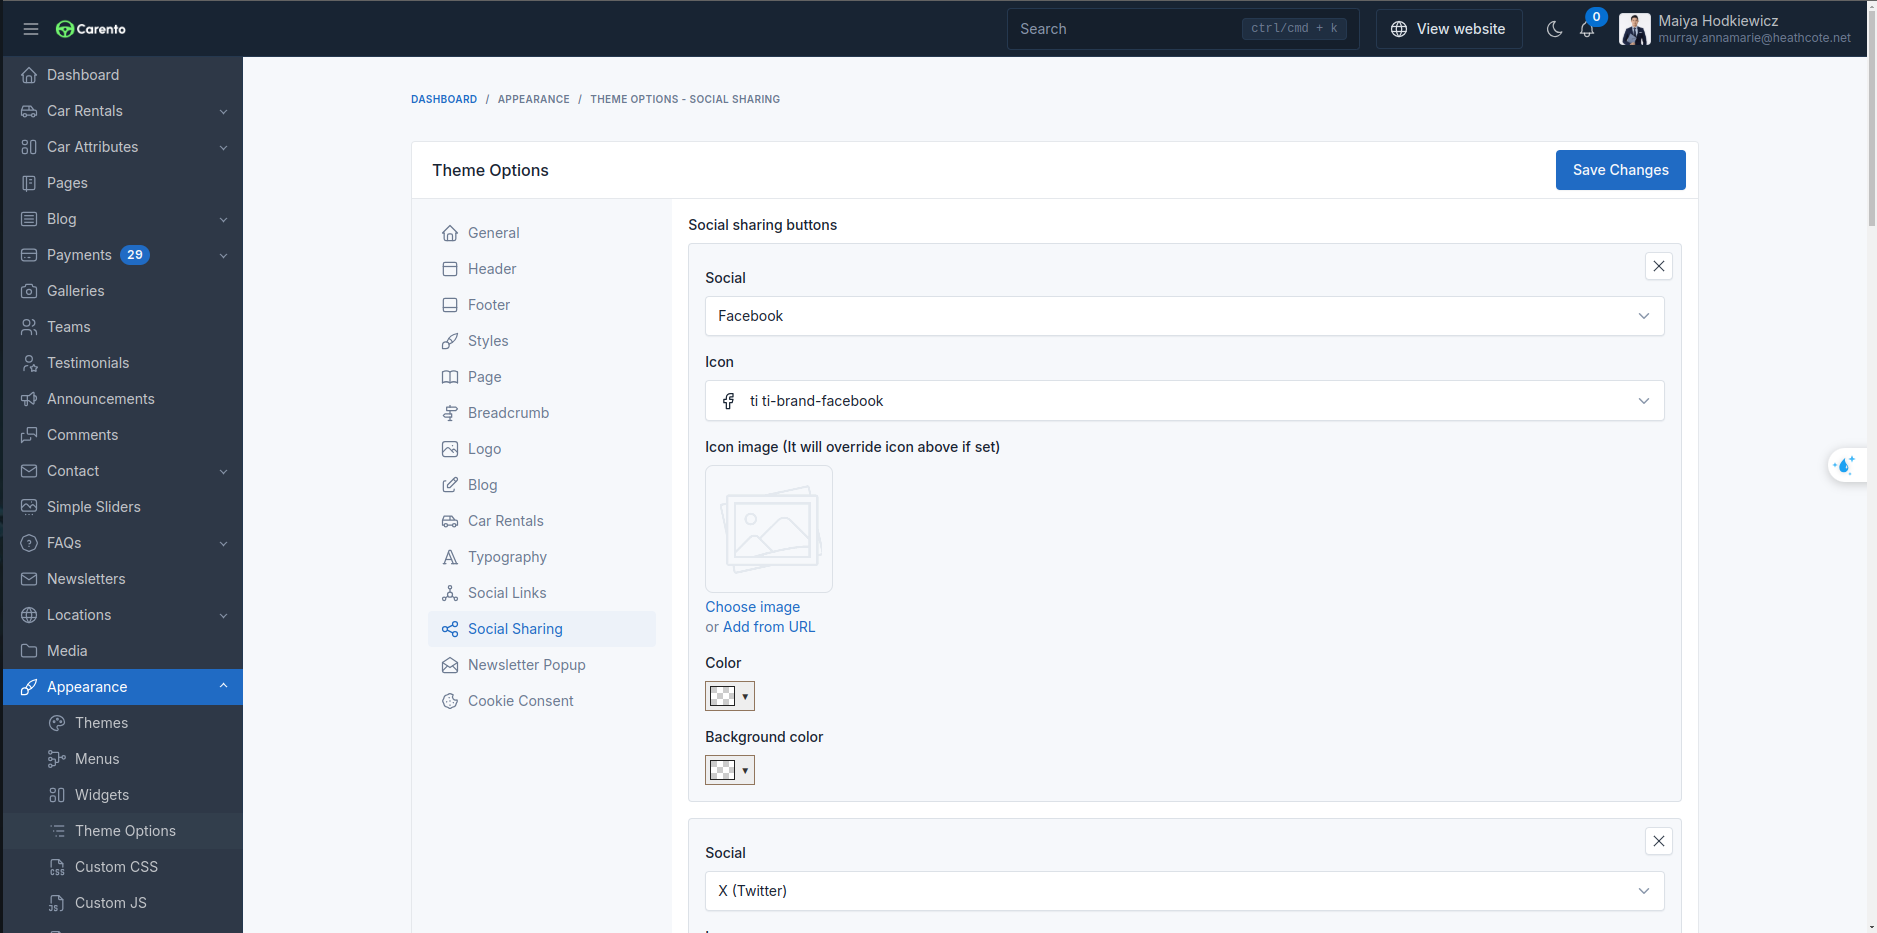 Carento
Search
ctrl/cmd + k
View website
0
Maiya Hodkiewicz
murray.annamarie@heathcote.net
Dashboard
Car Rentals
Car Attributes
Pages
Blog
Payments 29
Galleries
Teams
Testimonials
Announcements
Comments
Contact
Simple Sliders
FAQs
Newsletters
Locations
Media
Appearance
Themes
Menus
Widgets
Theme Options
Custom CSS
Custom JS
DASHBOARD / APPEARANCE / THEME OPTIONS - SOCIAL SHARING
Theme Options
Save Changes
General
Header
Footer
Styles
Page
Breadcrumb
Logo
Blog
Car Rentals
Typography
Social Links
Social Sharing
Newsletter Popup
Cookie Consent
Social sharing buttons
Social
Facebook
Icon
ti ti-brand-facebook
Icon image (It will override icon above if set)
Choose image
or Add from URL
Color
Background color
Social
X (Twitter)